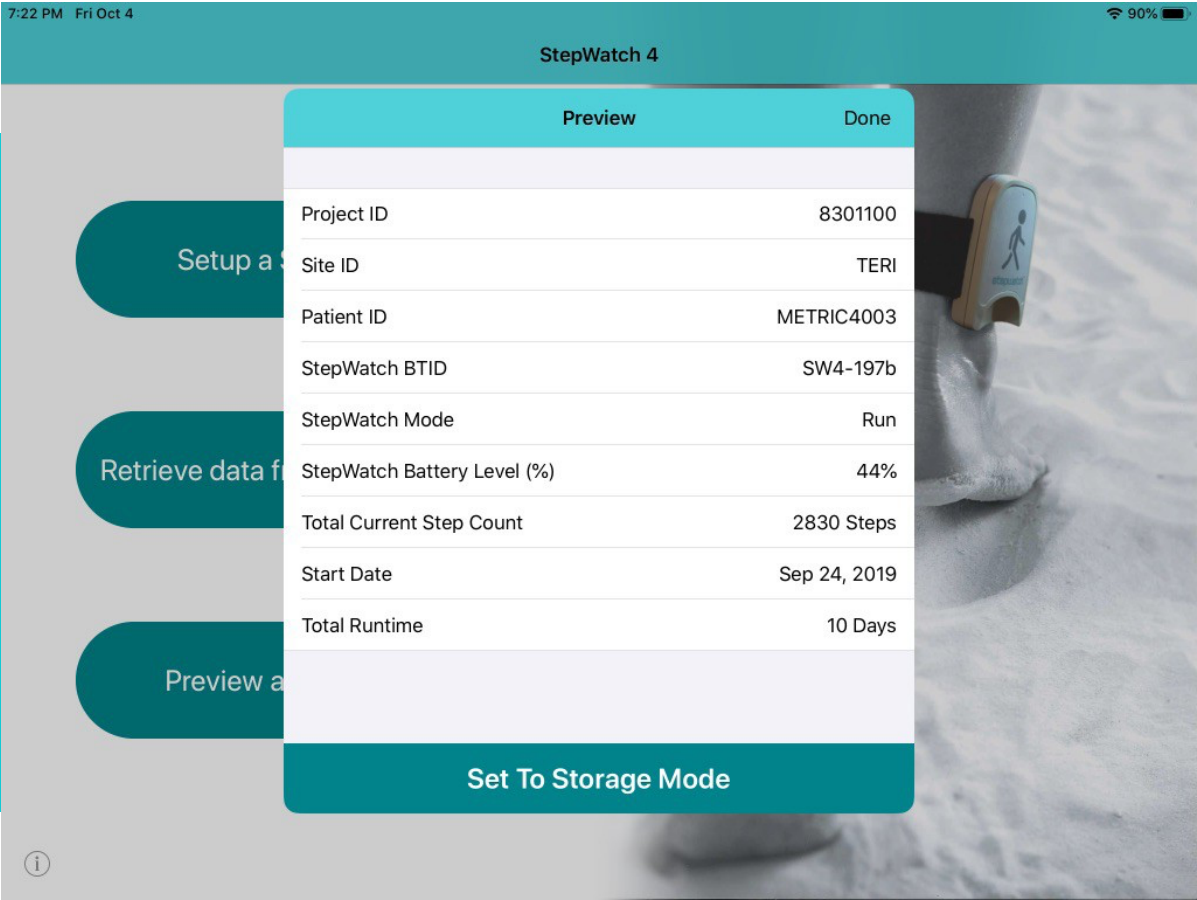 7:22 PM Fri Oct 4
90%
StepWatch 4
Preview
Done
Project ID 8301100
Setup a
Site ID TERI
Patient ID METRIC4003
StepWatch BTID SW4-197b
StepWatch Mode Run
Retrieve data
StepWatch Battery Level (%) 44%
Total Current Step Count 2830 Steps
Start Date Sep 24, 2019
Total Runtime 10 Days
Preview a
Set To Storage Mode
stepwatch